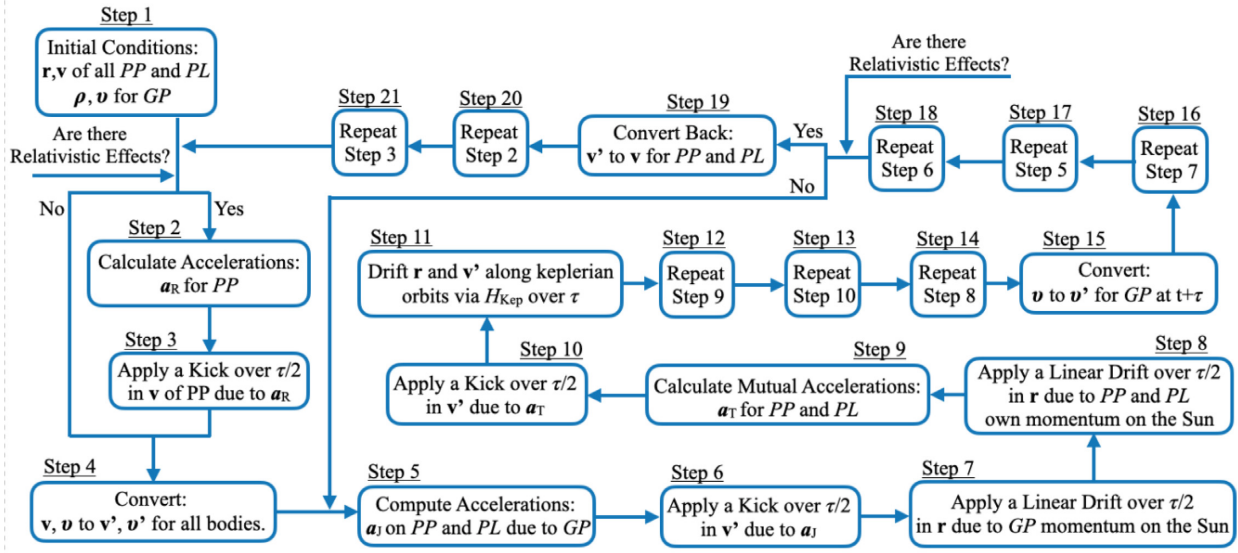 Step 1
Initial Conditions:
r,v of all PP and PL
ρ, υ for GP
Are there
Relativistic Effects?
No
Yes
Step 2
Calculate Accelerations:
aR for PP
Step 3
Apply a Kick over τ/2
in v of PP due to aR
Step 4
Convert:
v, υ to v’, υ’ for all bodies.
Step 5
Compute Accelerations:
aJ on PP and PL due to GP
Step 6
Apply a Kick over τ/2
in v’ due to aJ
Step 7
Apply a Linear Drift over τ/2
in r due to GP momentum on the Sun
Step 8
Apply a Linear Drift over τ/2
in r due to PP and PL
own momentum on the Sun
Step 9
Calculate Mutual Accelerations:
aT for PP and PL
Step 10
Apply a Kick over τ/2
in v’ due to aT
Step 11
Drift r and v’ along keplerian
orbits via HKep over τ
Step 12
Repeat
Step 9
Step 13
Repeat
Step 10
Step 14
Repeat
Step 8
Step 15
Convert:
υ to υ’ for GP at t+τ
Step 16
Repeat
Step 7
Step 17
Repeat
Step 5
Step 18
Repeat
Step 6
Are there
Relativistic Effects?
Yes
No
Step 19
Convert Back:
v’ to v for PP and PL
Step 20
Repeat
Step 2
Step 21
Repeat
Step 3